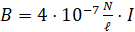 B = 4 · 10⁻⁷ N/ℓ · I